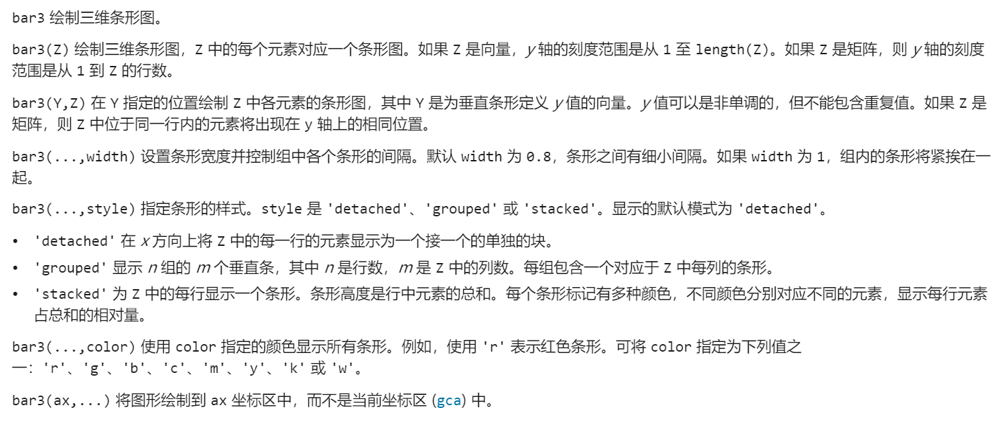 bar3 绘制三维条形图。
bar3(Z) 绘制三维条形图，Z 中的每个元素对应一个条形图。如果 Z 是向量，y 轴的刻度范围是从 1 至 length(Z)。如果 Z 是矩阵，则 y 轴的刻度
范围是从 1 到 Z 的行数。
bar3(Y,Z) 在 Y 指定的位置绘制 Z 中各元素的条形图，其中 Y 是为垂直条形定义 y 值的向量。y 值可以是非单调的，但不能包含重复值。如果 Z 是
矩阵，则 Z 中位于同一行内的元素将出现在 y 轴上的相同位置。
bar3(...,width) 设置条形宽度并控制组中各个条形的间隔。默认 width 为 0.8，条形之间有细小间隔。如果 width 为 1，组内的条形将紧挨在一
起。
bar3(...,style) 指定条形的样式。style 是 'detached'、'grouped' 或 'stacked'。显示的默认模式为 'detached'。
• 'detached' 在 x 方向上将 Z 中的每一行的元素显示为一个接一个的单独的块。
• 'grouped' 显示 n 组的 m 个垂直条，其中 n 是行数，m 是 Z 中的列数。每组包含一个对应于 Z 中每列的条形。
• 'stacked' 为 Z 中的每行显示一个条形。条形高度是行中元素的总和。每个条形标记有多种颜色，不同颜色分别对应不同的元素，显示每行元素
占总和的相对量。
bar3(...,color) 使用 color 指定的颜色显示所有条形。例如，使用 'r' 表示红色条形。可将 color 指定为下列值之
一：'r'、'g'、'b'、'c'、'm'、'y'、'k' 或 'w'。
bar3(ax,...) 将图形绘制到 ax 坐标区中，而不是当前坐标区 (gca) 中。